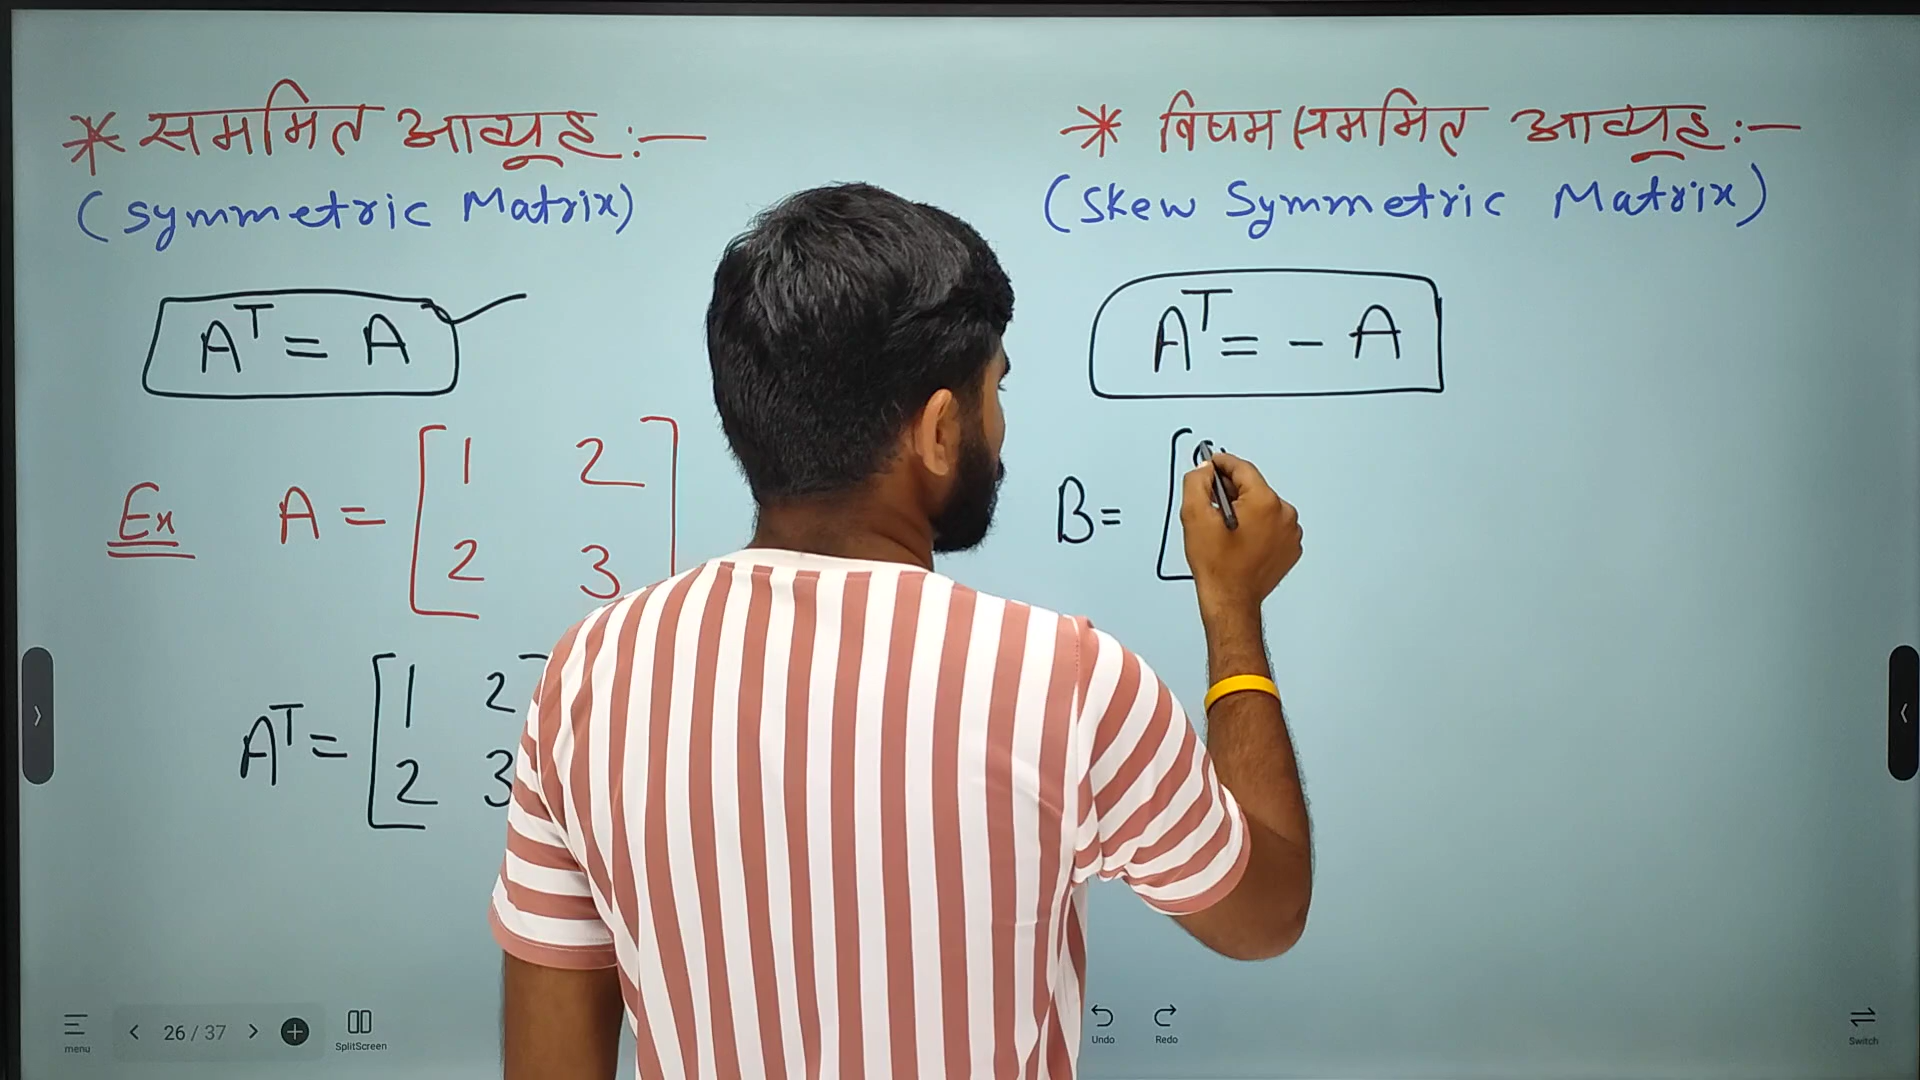 * सममित आव्यूह :-
(Symmetric Matrix)
Aᵀ = A
Ex A = [1 2
2 3]
Aᵀ = [1 2
2 3
* विषम सममित आव्यूह :-
(Skew Symmetric Matrix)
Aᵀ = - A
B = [
menu
26 / 37
SplitScreen
Undo
Redo
Switch